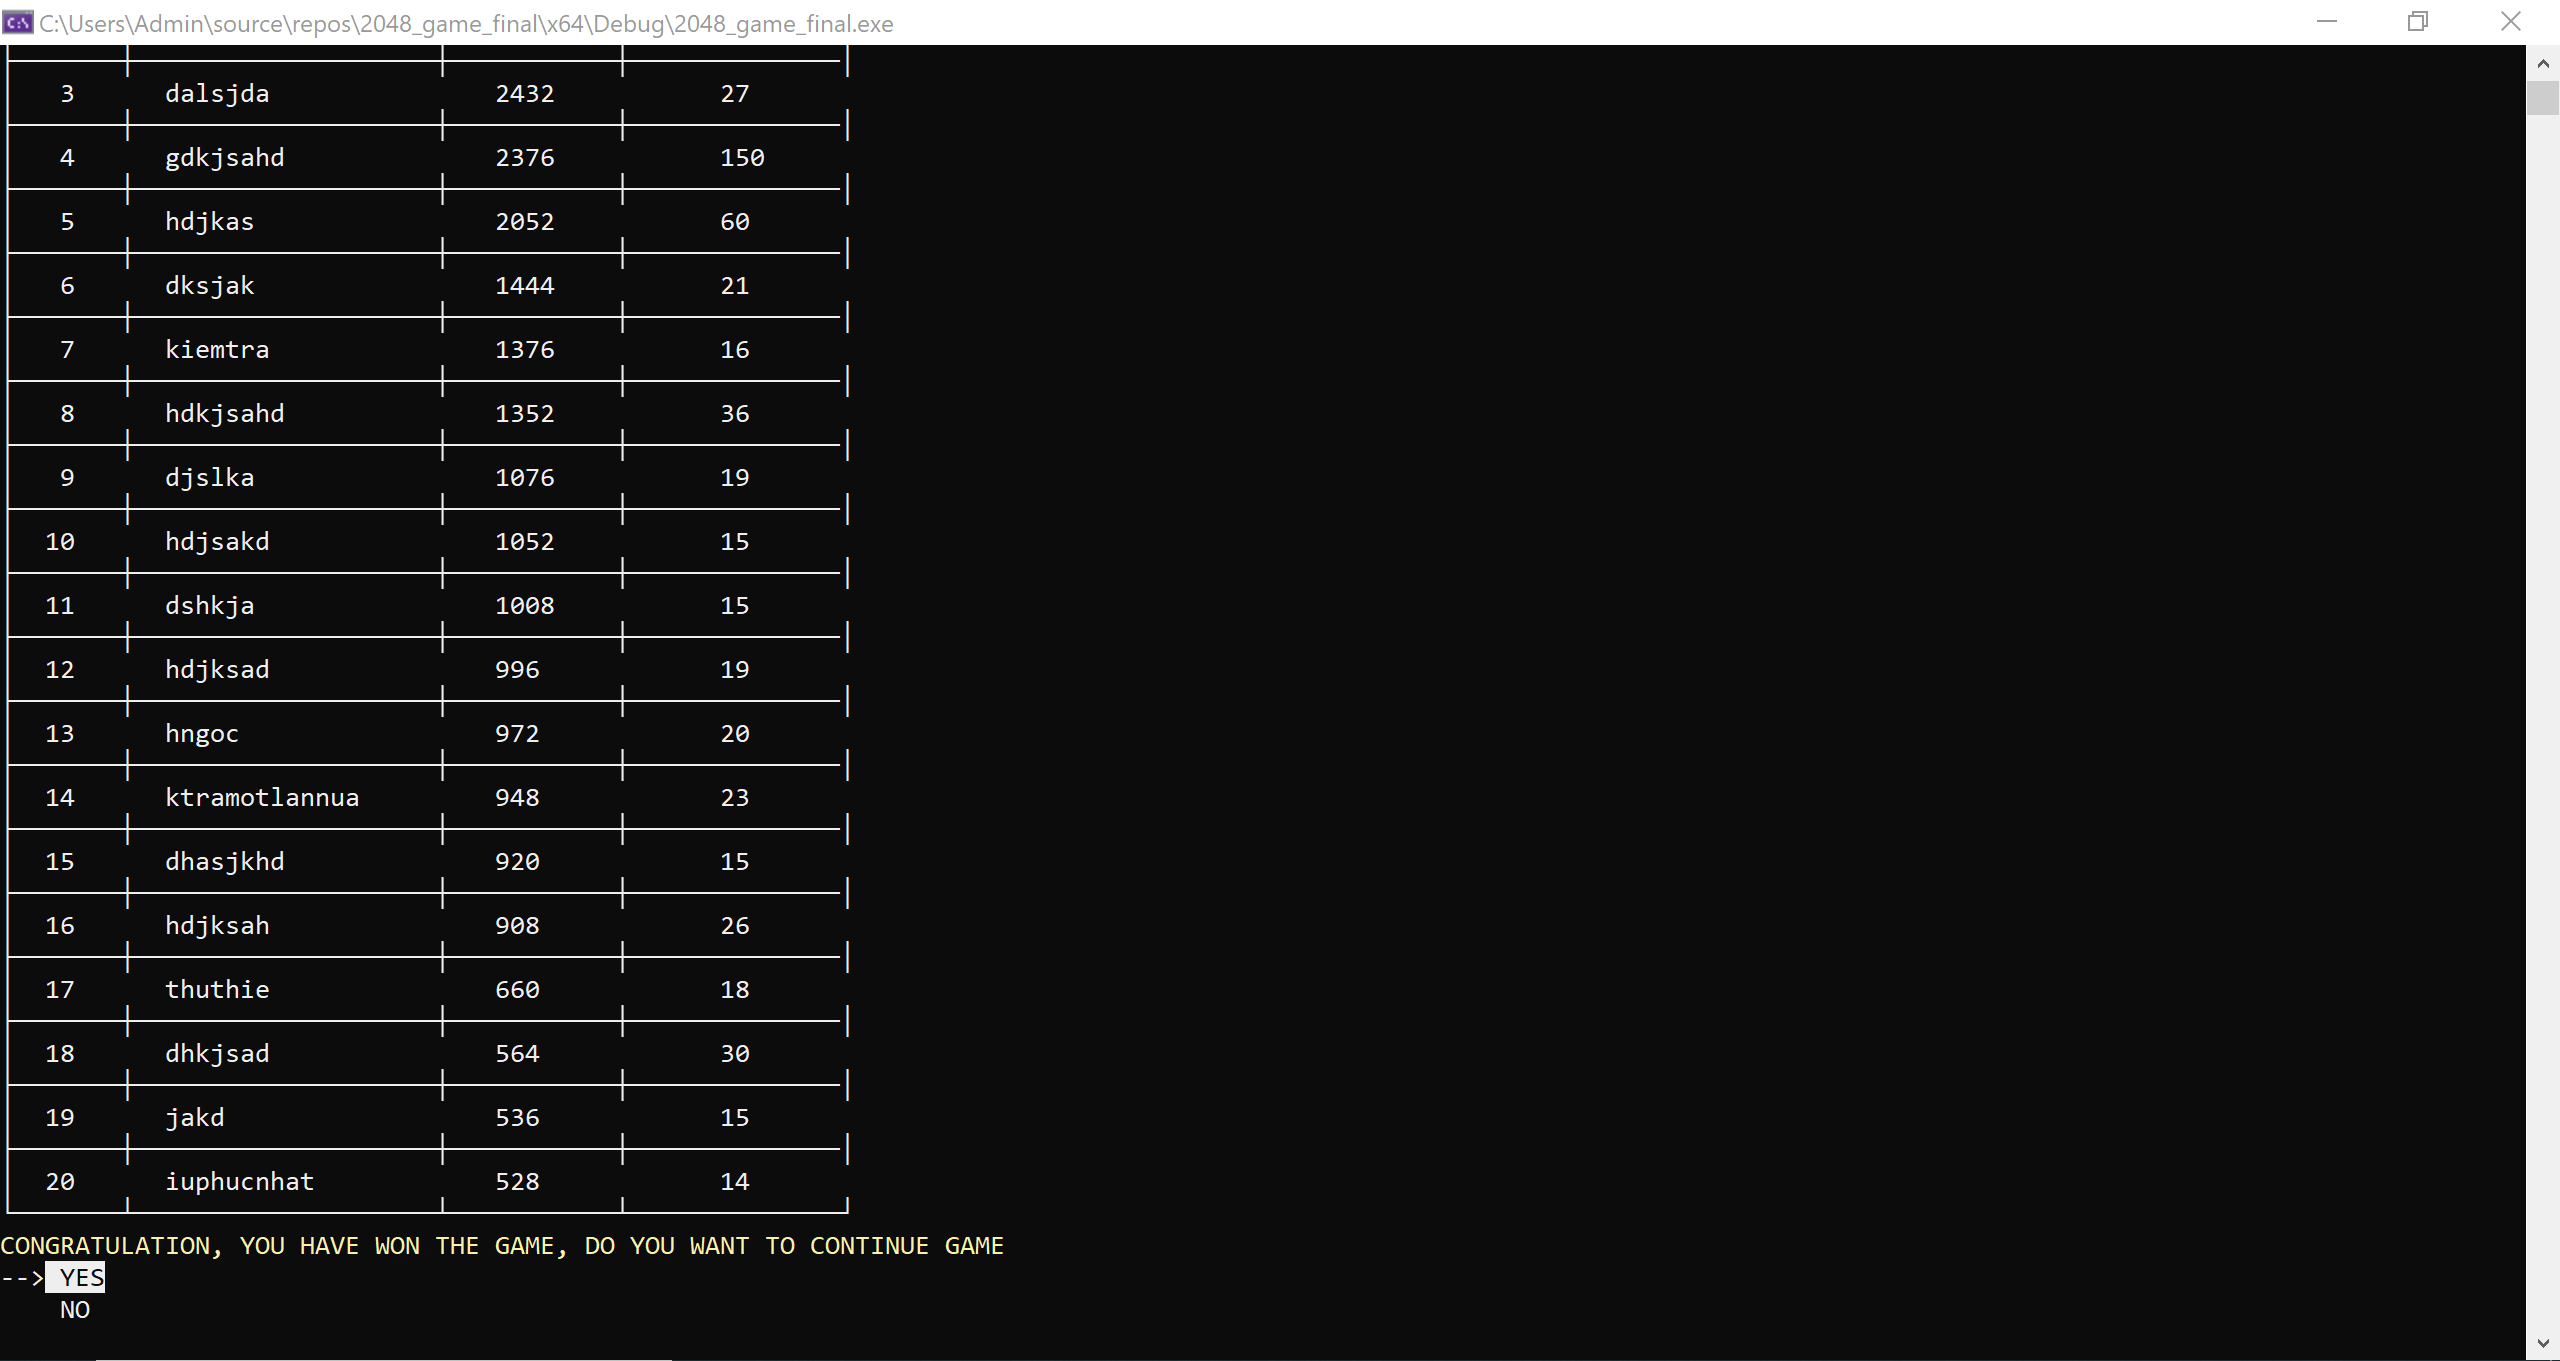 C:\Users\Admin\source\repos\2048_game_final\x64\Debug\2048_game_final.exe
3 dalsjda 2432 27
4 gdkjsahd 2376 150
5 hdjkas 2052 60
6 dksjak 1444 21
7 kiemtra 1376 16
8 hdkjsahd 1352 36
9 djslka 1076 19
10 hdjsakd 1052 15
11 dshkja 1008 15
12 hdjksad 996 19
13 hngoc 972 20
14 ktramotlannua 948 23
15 dhasjkhd 920 15
16 hdjksah 908 26
17 thuthie 660 18
18 dhkjsad 564 30
19 jakd 536 15
20 iuphucnhat 528 14
CONGRATULATION, YOU HAVE WON THE GAME, DO YOU WANT TO CONTINUE GAME
--> YES
NO